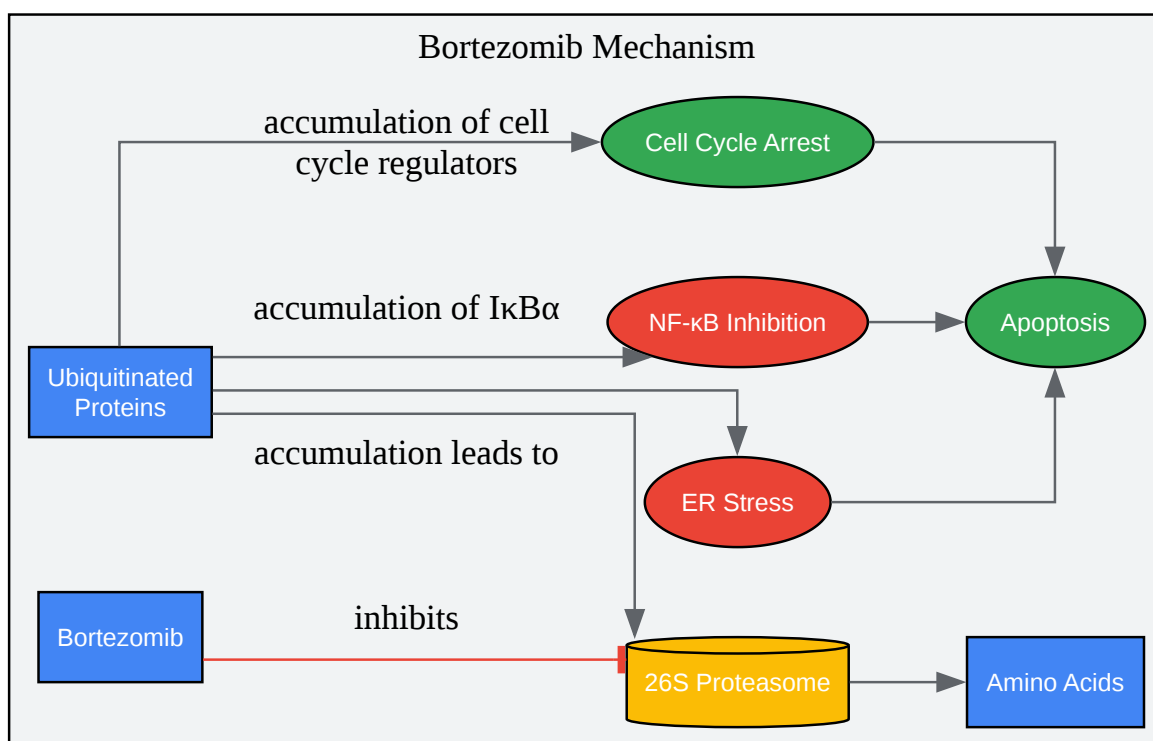 Bortezomib Mechanism
accumulation of cell
cycle regulators
Cell Cycle Arrest
accumulation of IκBα
NF-κB Inhibition
Apoptosis
Ubiquitinated
Proteins
accumulation leads to
ER Stress
Bortezomib
inhibits
26S Proteasome
Amino Acids